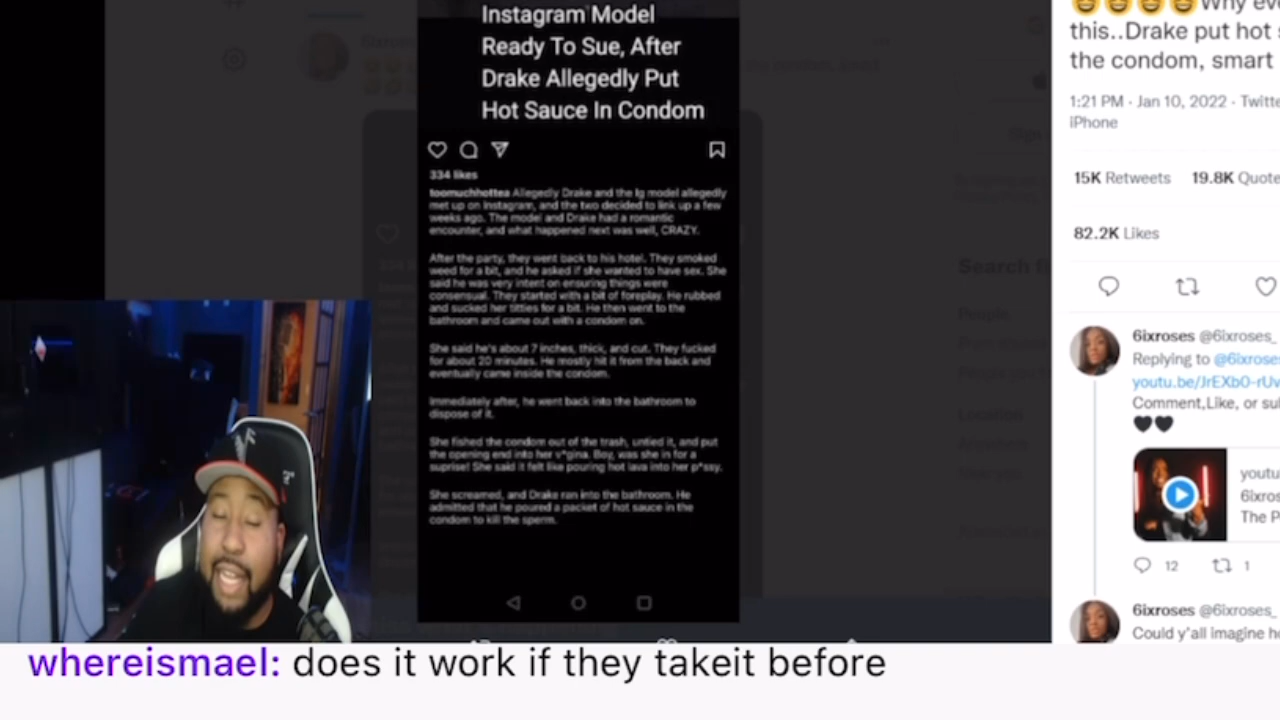 Instagram Model
Ready To Sue, After
Drake Allegedly Put
Hot Sauce In Condom
334 likes
toomuchhottea Allegedly Drake and the Ig model allegedly
met up on Instagram, and the two decided to link up a few
weeks ago. The model and Drake had a romantic
encounter, and what happened next was well, CRAZY.
After the party, they went back to his hotel. They smoked
weed for a bit, and he asked if she wanted to have sex. She
said he was very intent on ensuring things were
consensual. They started with a bit of foreplay. He rubbed
and sucked her titties for a bit. He then went to the
bathroom and came out with a condom on.
She said he's about 7 inches, thick, and cut. They fucked
for about 20 minutes. He mostly hit it from the back and
eventually came inside the condom.
Immediately after, he went back into the bathroom to
dispose of it.
She fished the condom out of the trash, untied it, and put
the opening end into her v*gina. Boy, was she in for a
suprise! She said it felt like pouring hot lava into her p*ssy.
She screamed, and Drake ran into the bathroom. He
admitted that he poured a packet of hot sauce in the
condom to kill the sperm.
😂😂😂😂Why eve
this..Drake put hot s
the condom, smart
1:21 PM · Jan 10, 2022 · Twitte
iPhone
15K Retweets 19.8K Quote
82.2K Likes
6ixroses @6ixroses_
Replying to @6ixroses
youtu.be/JrEXb0-rUv
Comment,Like, or sub
🖤🖤
youtu
6ixros
The P
12 1
6ixroses @6ixroses_
Could y'all imagine h
whereismael: does it work if they takeit before